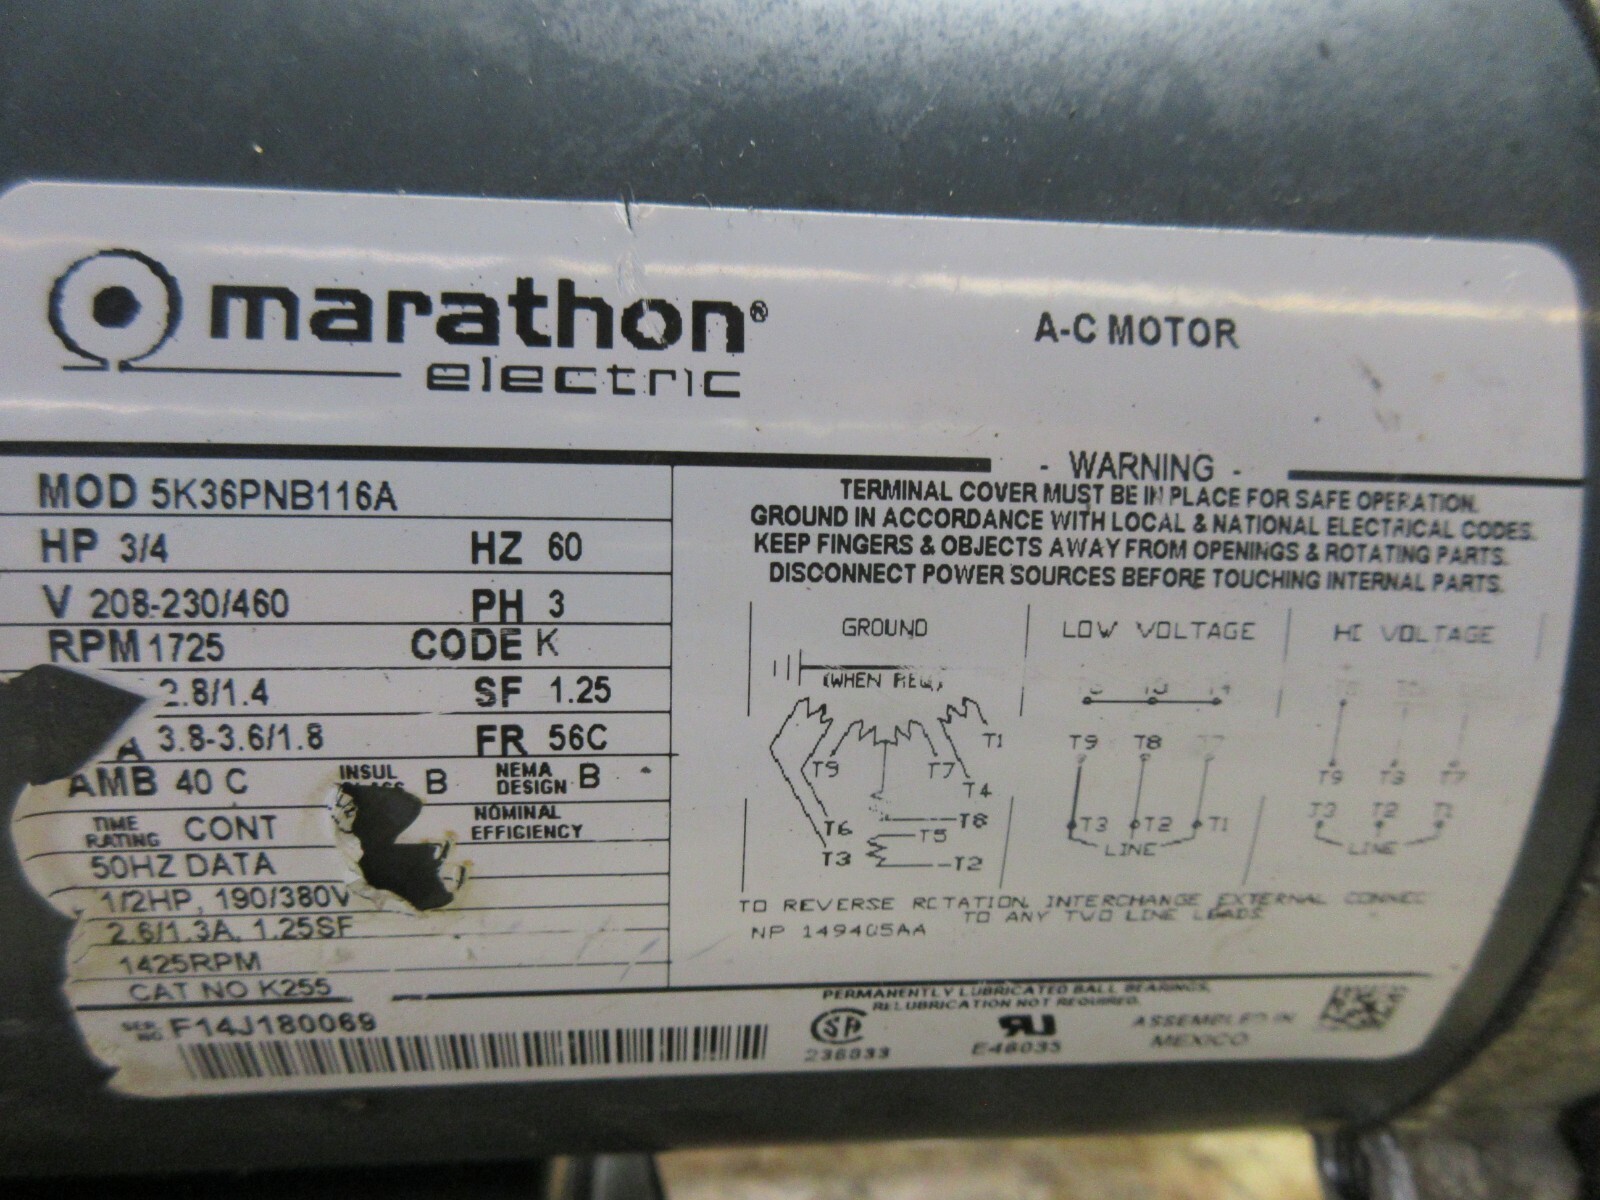 marathon®
electric
A-C MOTOR
MOD 5K36PNB116A
HP 3/4 HZ 60
V 208-230/460 PH 3
RPM 1725 CODE K
2.8/1.4 SF 1.25
A 3.8-3.6/1.8 FR 56C
AMB 40 C INSUL B NEMA DESIGN B
TIME RATING CONT NOMINAL EFFICIENCY
50HZ DATA
1/2HP, 190/380V
2.6/1.3A, 1.25SF
1425RPM
CAT NO K255
SER. NO. F14J180069
- WARNING -
TERMINAL COVER MUST BE IN PLACE FOR SAFE OPERATION.
GROUND IN ACCORDANCE WITH LOCAL & NATIONAL ELECTRICAL CODES.
KEEP FINGERS & OBJECTS AWAY FROM OPENINGS & ROTATING PARTS.
DISCONNECT POWER SOURCES BEFORE TOUCHING INTERNAL PARTS.
GROUND
(WHEN REQ.)
T1
T9 T7
T4
T6 T8
T5
T3 T2
LOW VOLTAGE
T9 T8 T7
T3 T2 T1
LINE
HI VOLTAGE
T9 T7
T3 T2 T1
LINE
TO REVERSE ROTATION, INTERCHANGE EXTERNAL CONNEC
TO ANY TWO LINE LEADS
NP 149405AA
PERMANENTLY LUBRICATED BALL BEARINGS,
RELUBRICATION NOT REQUIRED.
ASSEMBLED IN
MEXICO
E46035